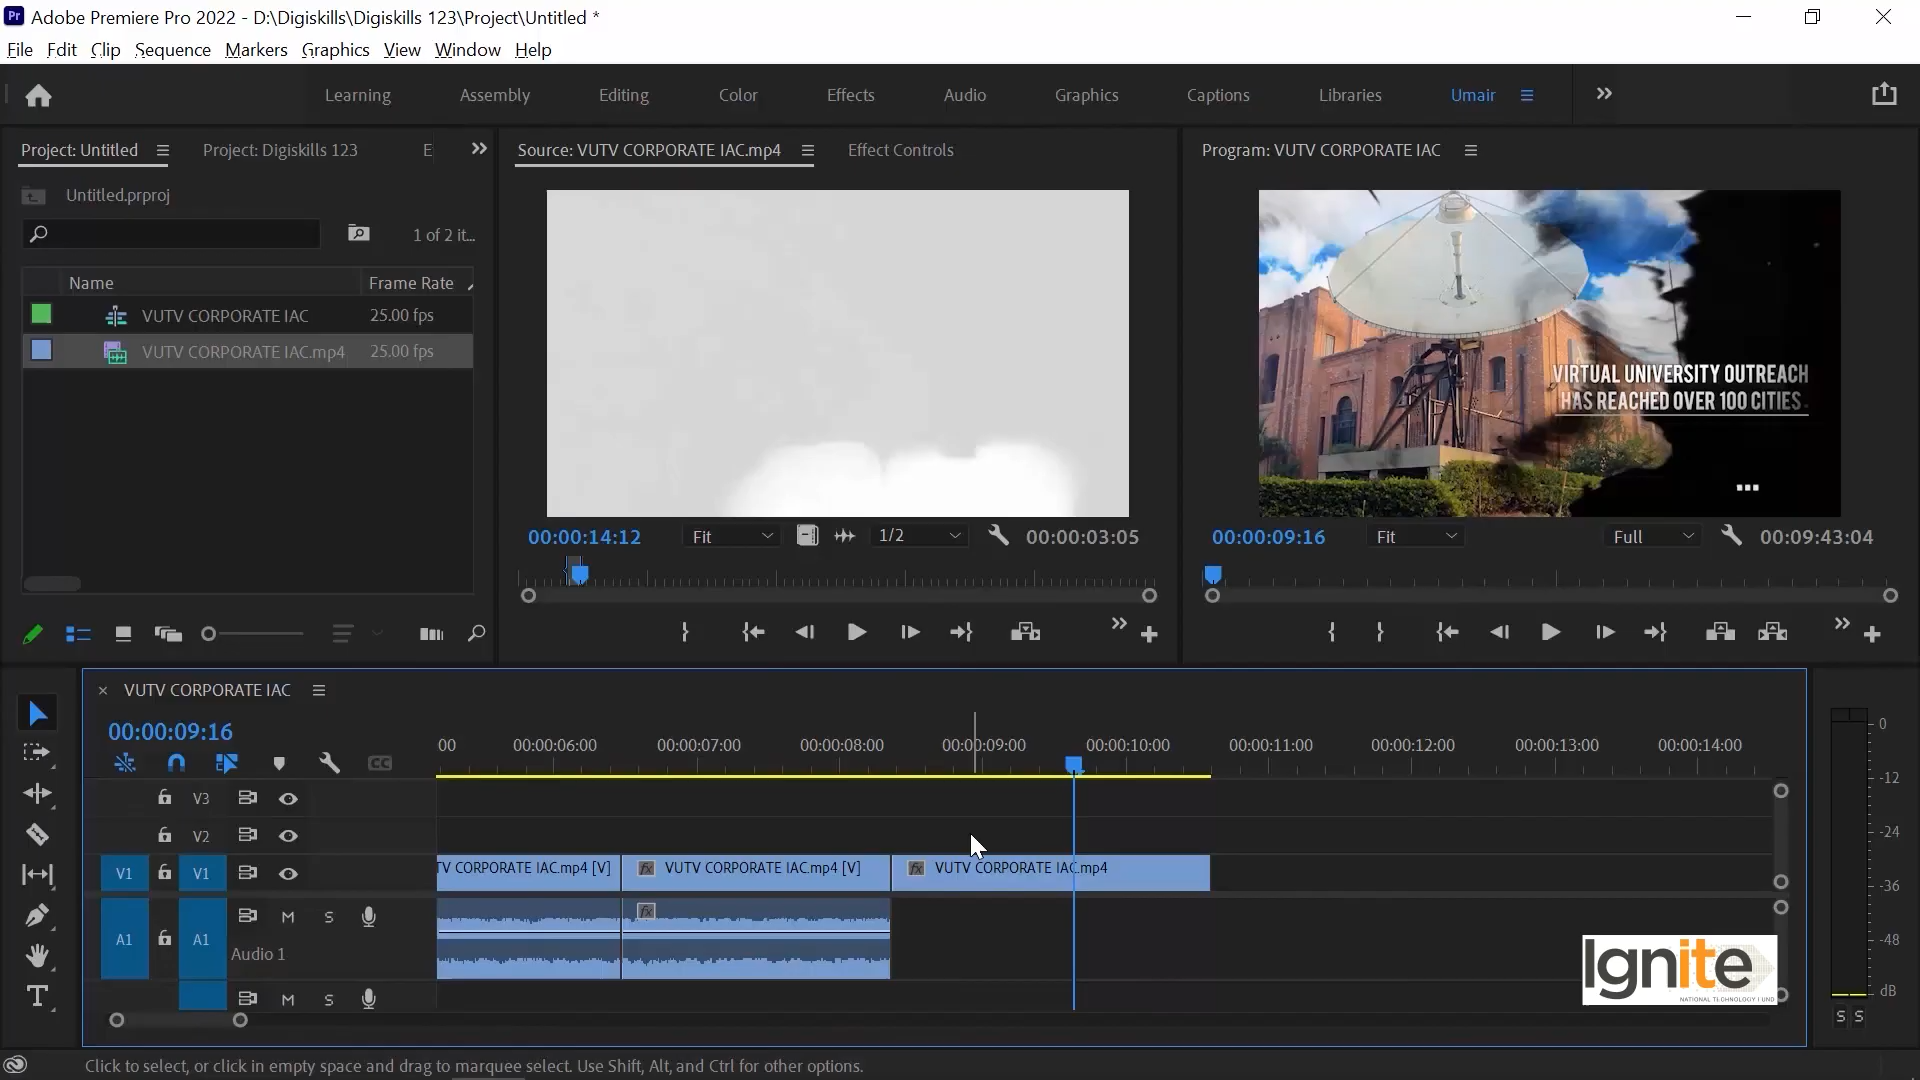 Adobe Premiere Pro 2022 - D:\Digiskills\Digiskills 123\Project\Untitled *
File Edit Clip Sequence Markers Graphics View Window Help
Learning Assembly Editing Color Effects Audio Graphics Captions Libraries Umair
Project: Untitled Project: Digiskills 123 E
Source: VUTV CORPORATE IAC.mp4 Effect Controls
Program: VUTV CORPORATE IAC
Untitled.prproj
1 of 2 it...
Name Frame Rate
VUTV CORPORATE IAC 25.00 fps
VUTV CORPORATE IAC.mp4 25.00 fps
VIRTUAL UNIVERSITY OUTREACH
HAS REACHED OVER 100 CITIES
00:00:14:12 Fit 1/2 00:00:03:05
00:00:09:16 Fit Full 00:09:43:04
VUTV CORPORATE IAC
00:00:09:16
00 00:00:06:00 00:00:07:00 00:00:08:00 00:00:09:00 00:00:10:00 00:00:11:00 00:00:12:00 00:00:13:00 00:00:14:00
CC
V3
V2
V1 V1
TV CORPORATE IAC.mp4 [V] fx VUTV CORPORATE IAC.mp4 [V] fx VUTV CORPORATE IAC.mp4
A1 A1 M S
fx
Audio 1
M S
0
-12
-24
-36
-48
dB
S S
Ignite
NATIONAL TECHNOLOGY FUND
Click to select, or click in empty space and drag to marquee select. Use Shift, Alt, and Ctrl for other options.